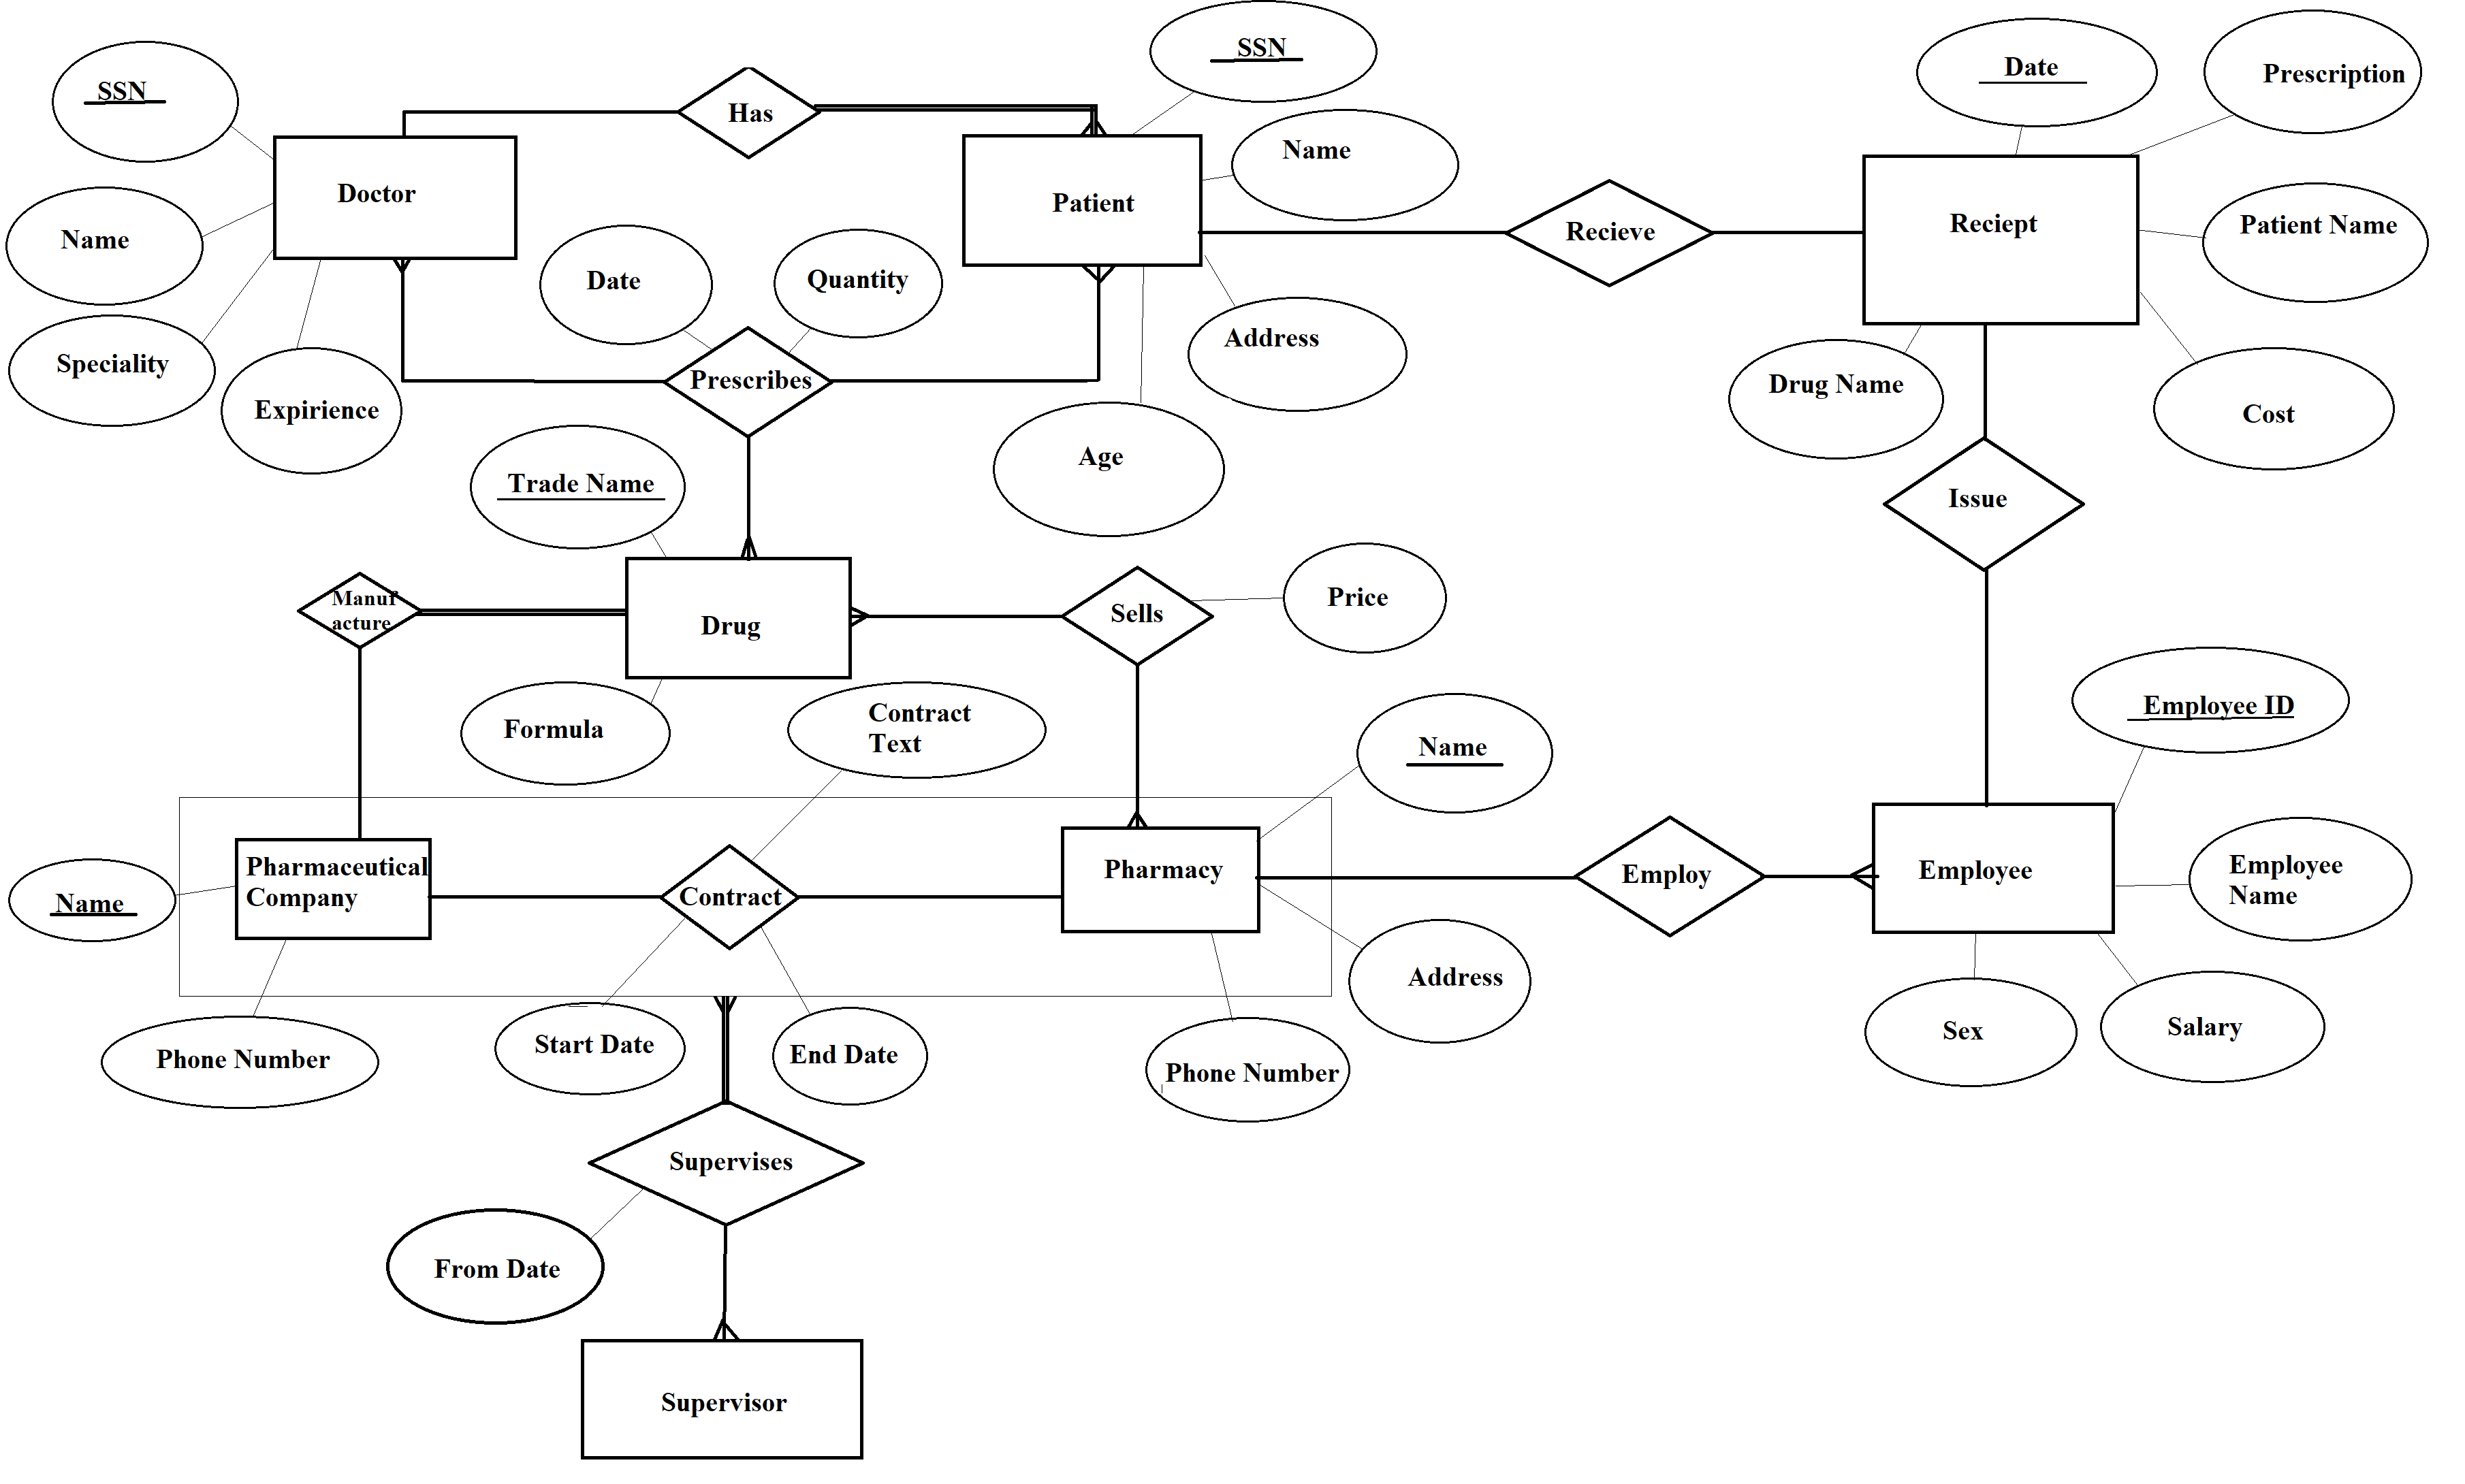 SSN
SSN
Date
Prescription
Has
Name
Doctor
Patient
Reciept
Patient Name
Name
Recieve
Date
Quantity
Address
Speciality
Expirience
Prescribes
Drug Name
Cost
Age
Trade Name
Issue
Manuf
acture
Drug
Sells
Price
Formula
Contract
Text
Name
Employee ID
Pharmaceutical
Company
Name
Contract
Pharmacy
Employ
Employee
Employee
Name
Phone Number
Start Date
End Date
Phone Number
Address
Sex
Salary
Supervises
From Date
Supervisor